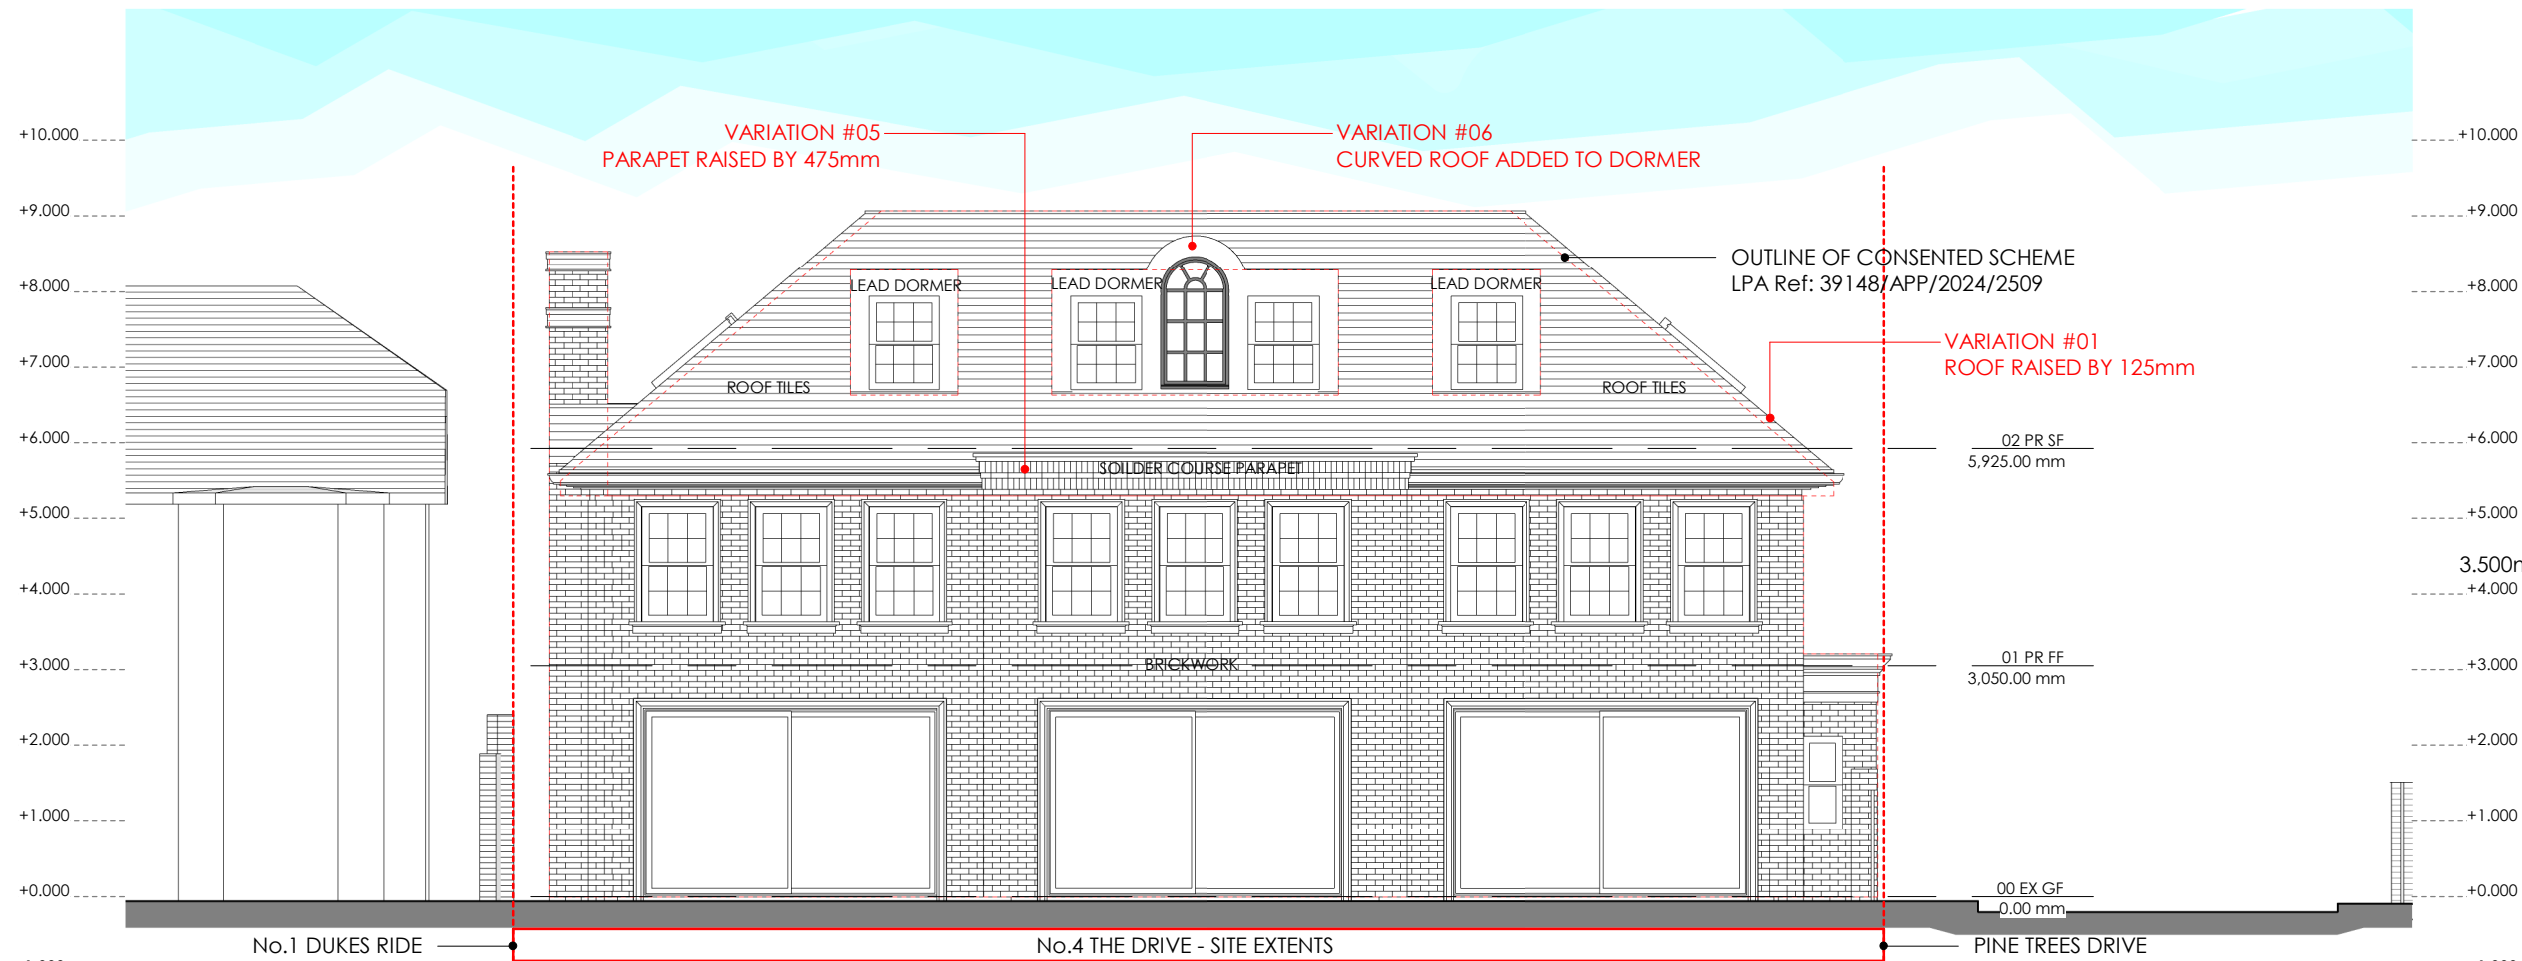 VARIATION #05
PARAPET RAISED BY 475mm
VARIATION #06
CURVED ROOF ADDED TO DORMER
+10.000
+10.000
+9.000
+9.000
OUTLINE OF CONSENTED SCHEME
LPA Ref: 39148/APP/2024/2509
+8.000
LEAD DORMER
LEAD DORMER
LEAD DORMER
+8.000
VARIATION #01
ROOF RAISED BY 125mm
+7.000
+7.000
ROOF TILES
ROOF TILES
+6.000
02 PR SF
5,925.00 mm
+6.000
SOILDER COURSE PARAPET
+5.000
+5.000
3.500
+4.000
+4.000
+3.000
BRICKWORK
01 PR FF
3,050.00 mm
+3.000
+2.000
+2.000
+1.000
+1.000
+0.000
00 EX GF
0.00 mm
+0.000
No.1 DUKES RIDE
No.4 THE DRIVE - SITE EXTENTS
PINE TREES DRIVE